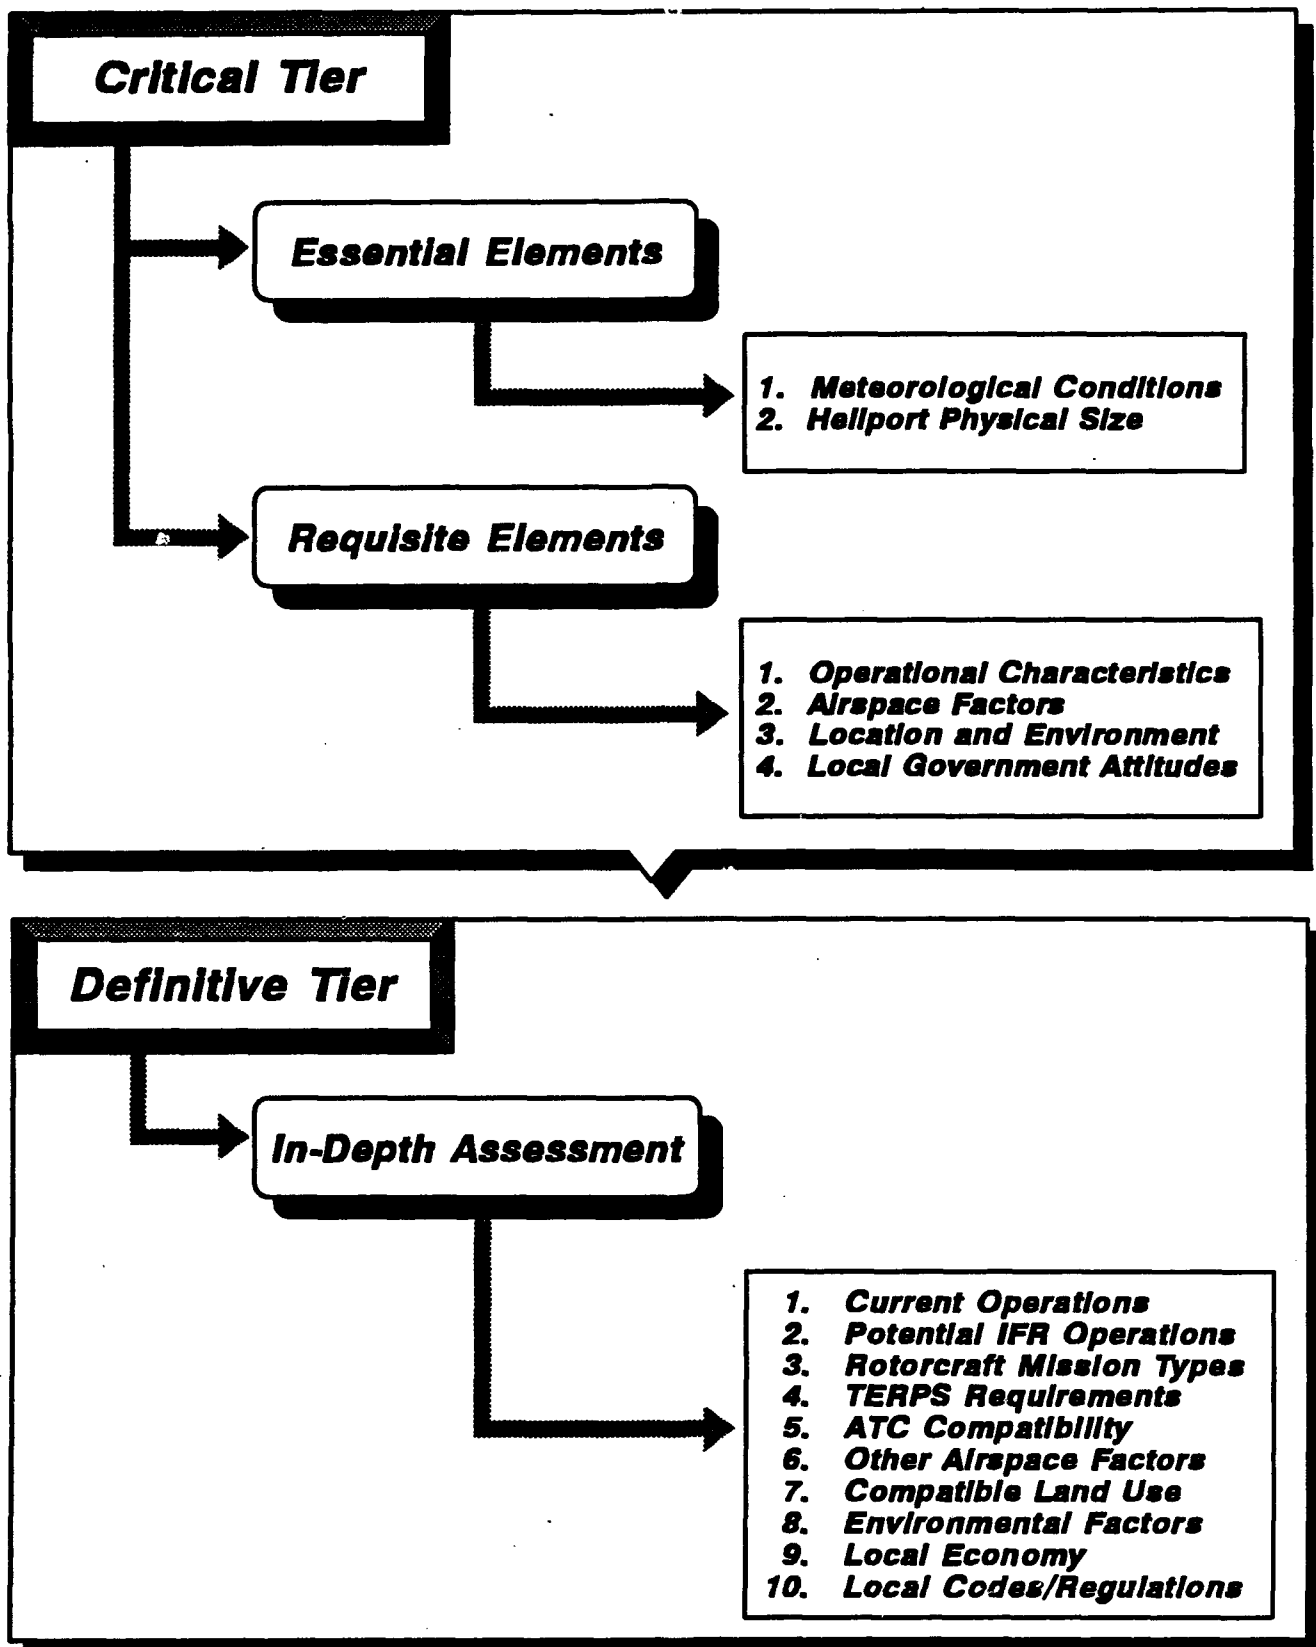 Critical Tier
Essential Elements
1. Meteorological Conditions
2. Heliport Physical Size
Requisite Elements
1. Operational Characteristics
2. Airspace Factors
3. Location and Environment
4. Local Government Attitudes
Definitive Tier
In-Depth Assessment
1. Current Operations
2. Potential IFR Operations
3. Rotorcraft Mission Types
4. TERPS Requirements
5. ATC Compatibility
6. Other Airspace Factors
7. Compatible Land Use
8. Environmental Factors
9. Local Economy
10. Local Codes/Regulations